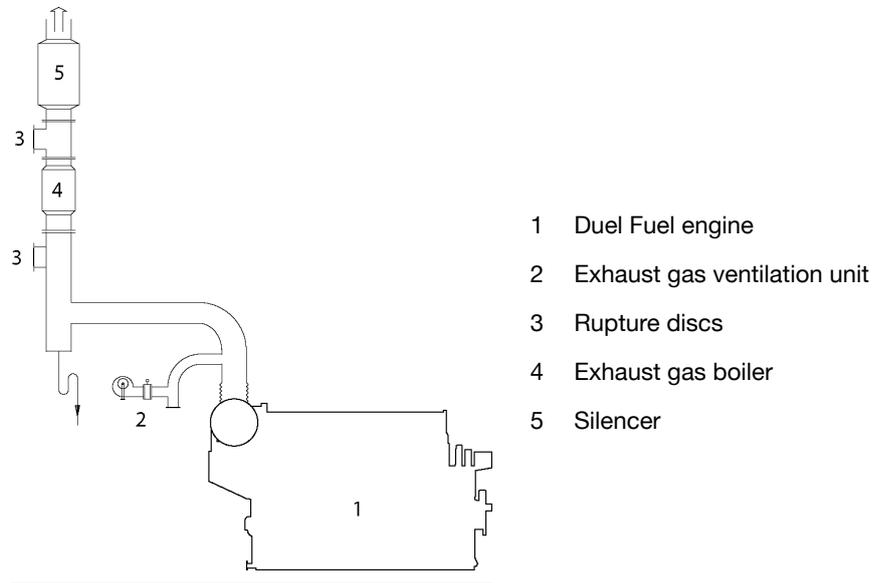 5
3
4
3
2
1
1 Duel Fuel engine
2 Exhaust gas ventilation unit
3 Rupture discs
4 Exhaust gas boiler
5 Silencer